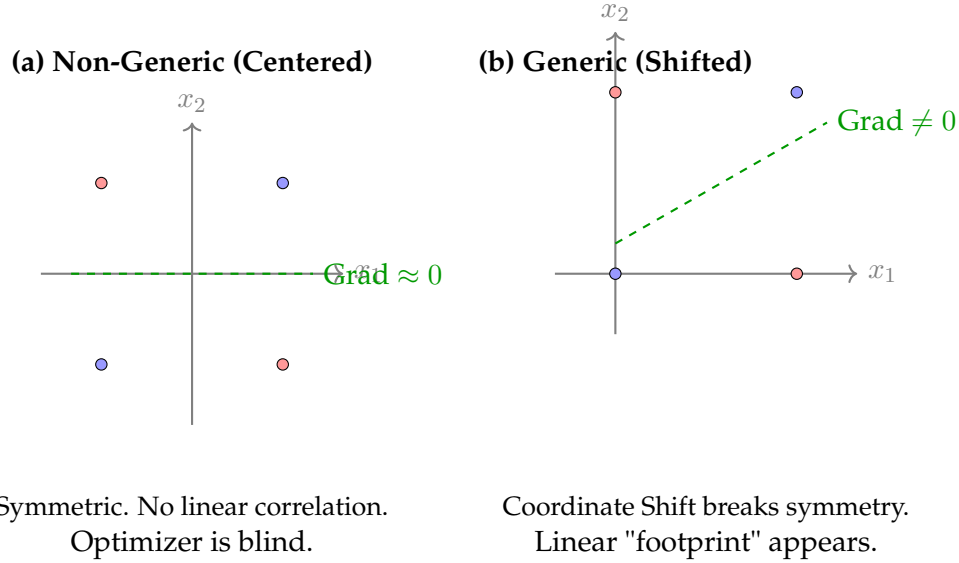 (a) Non-Generic (Centered)
x₂
Grad ≈ 0
x₁
Symmetric. No linear correlation.
Optimizer is blind.
x₂
(b) Generic (Shifted)
Grad ≠ 0
x₁
Coordinate Shift breaks symmetry.
Linear "footprint" appears.